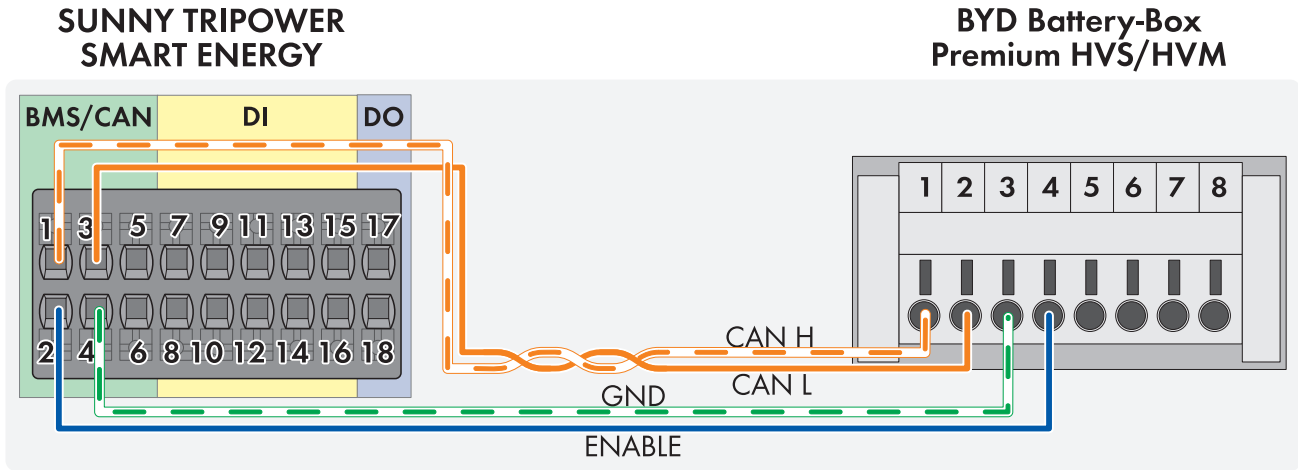 SUNNY TRIPOWER
SMART ENERGY
BYD Battery-Box
Premium HVS/HVM
BMS/CAN DI DO
1 3 5 7 9 11 13 15 17
2 4 6 8 10 12 14 16 18
1 2 3 4 5 6 7 8
CAN H
CAN L
GND
ENABLE